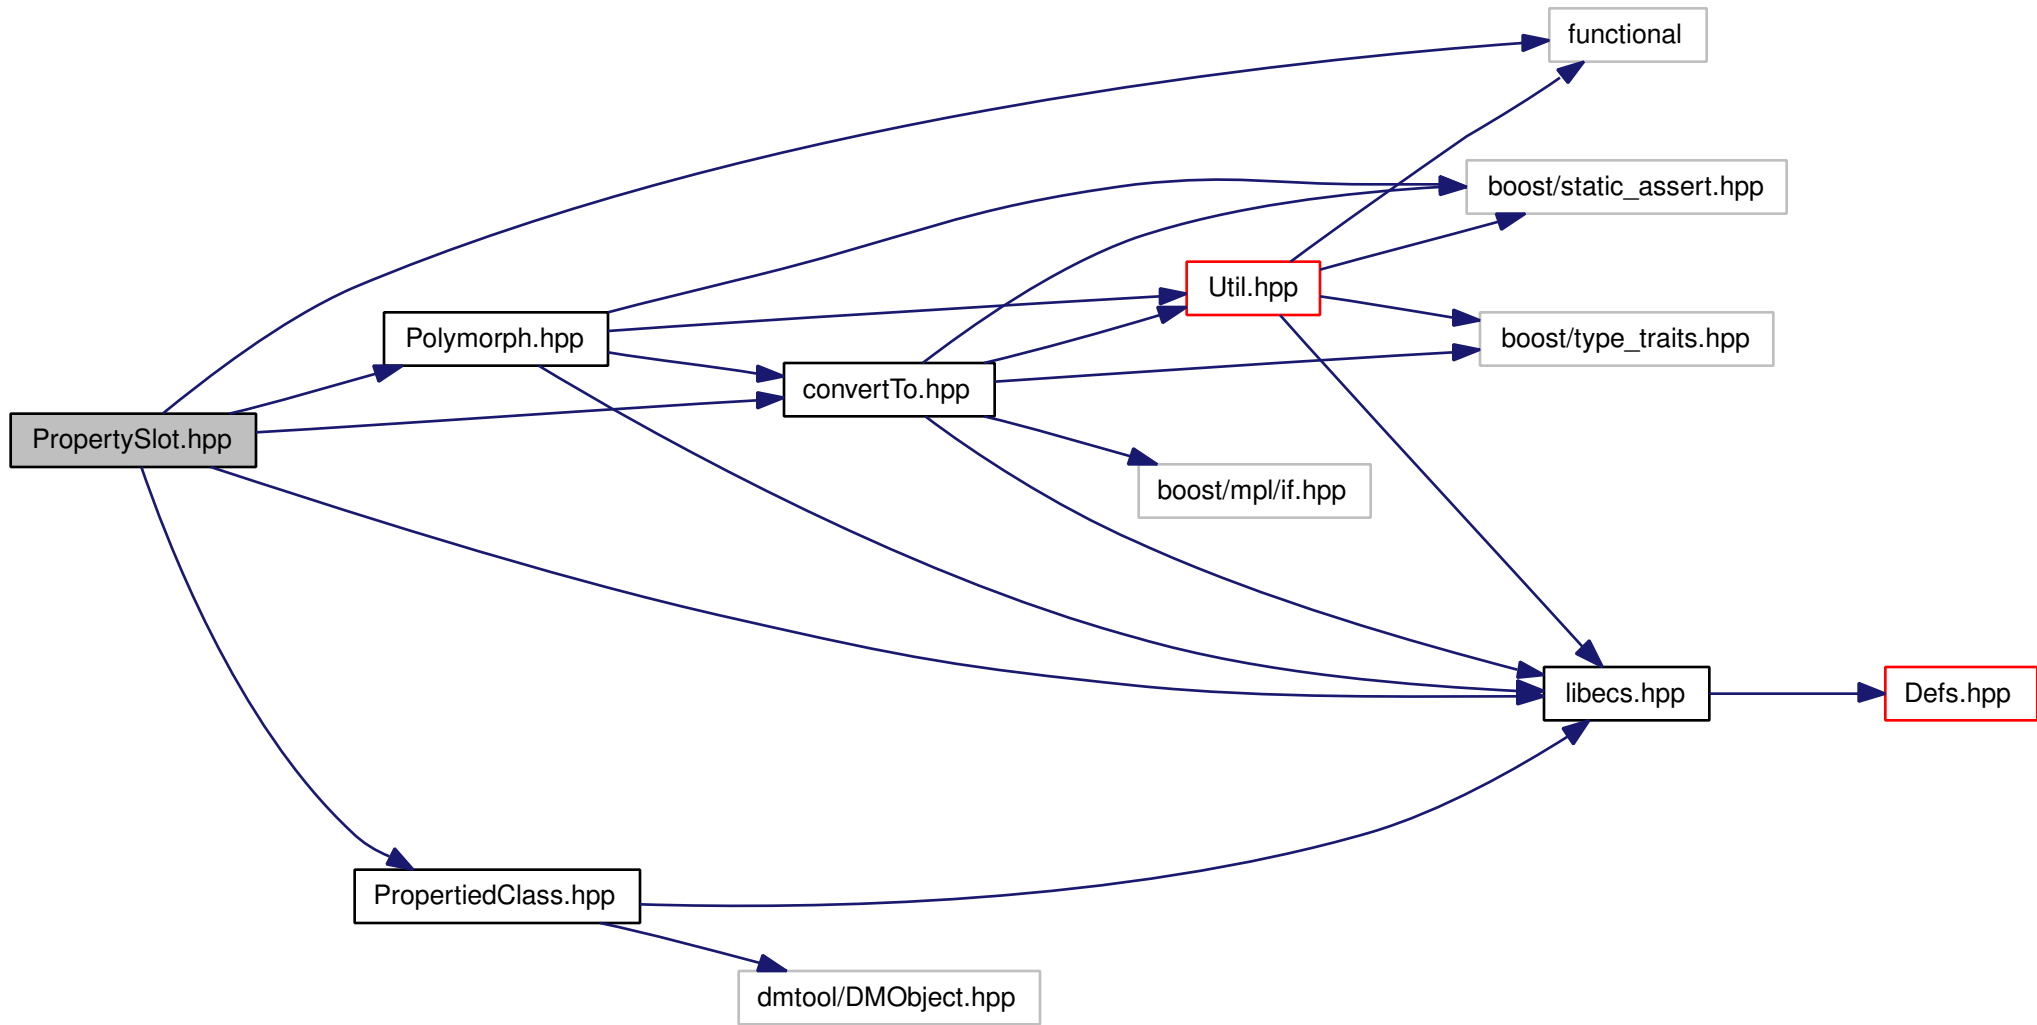 functional
boost/static_assert.hpp
Util.hpp
Polymorph.hpp
boost/type_traits.hpp
convertTo.hpp
PropertySlot.hpp
boost/mpl/if.hpp
libecs.hpp
Defs.hpp
PropertiedClass.hpp
dmtool/DMObject.hpp